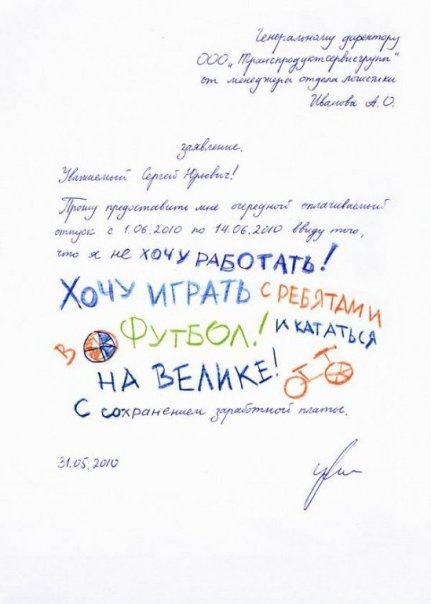 Генеральному директору
ООО „Транспродуктсервисгрупп"
от менеджера отдела логистики
Иванова А.О.
заявление.
Уважаемый Сергей Юрьевич!
Прошу предоставить мне очередной оплачиваемый
отпуск с 1.06.2010 по 14.06.2010 ввиду того,
что я не хочу РАБОТАТЬ!
ХОЧУ ИГРАТЬ С РЕБЯТАМИ
В ФУТБОЛ! И КАТАТЬСЯ
НА ВЕЛИКЕ!
С сохранением заработной платы.
31.05.2010